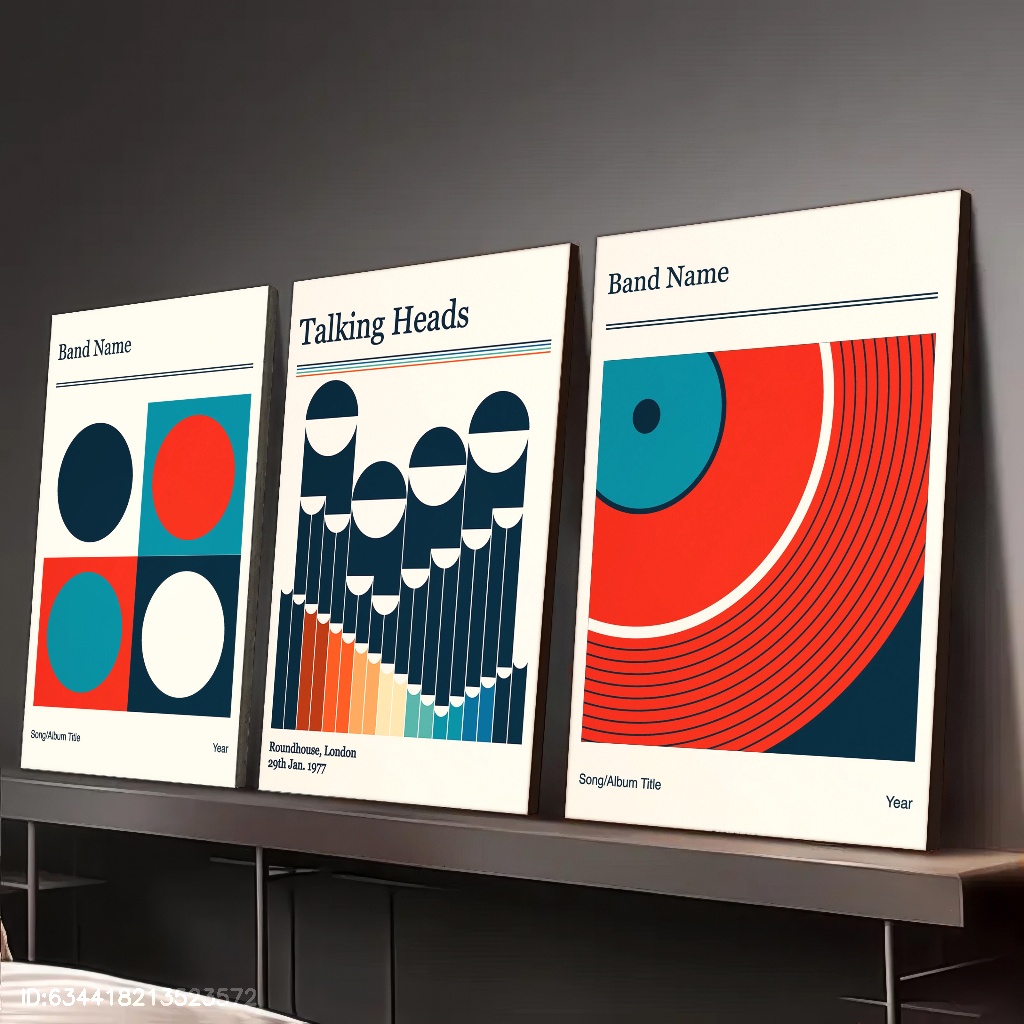 Band Name
Song/Album Title
Year
Talking Heads
Roundhouse, London
29th Jan. 1977
Band Name
Song/Album Title
Year
ID:634418213523572